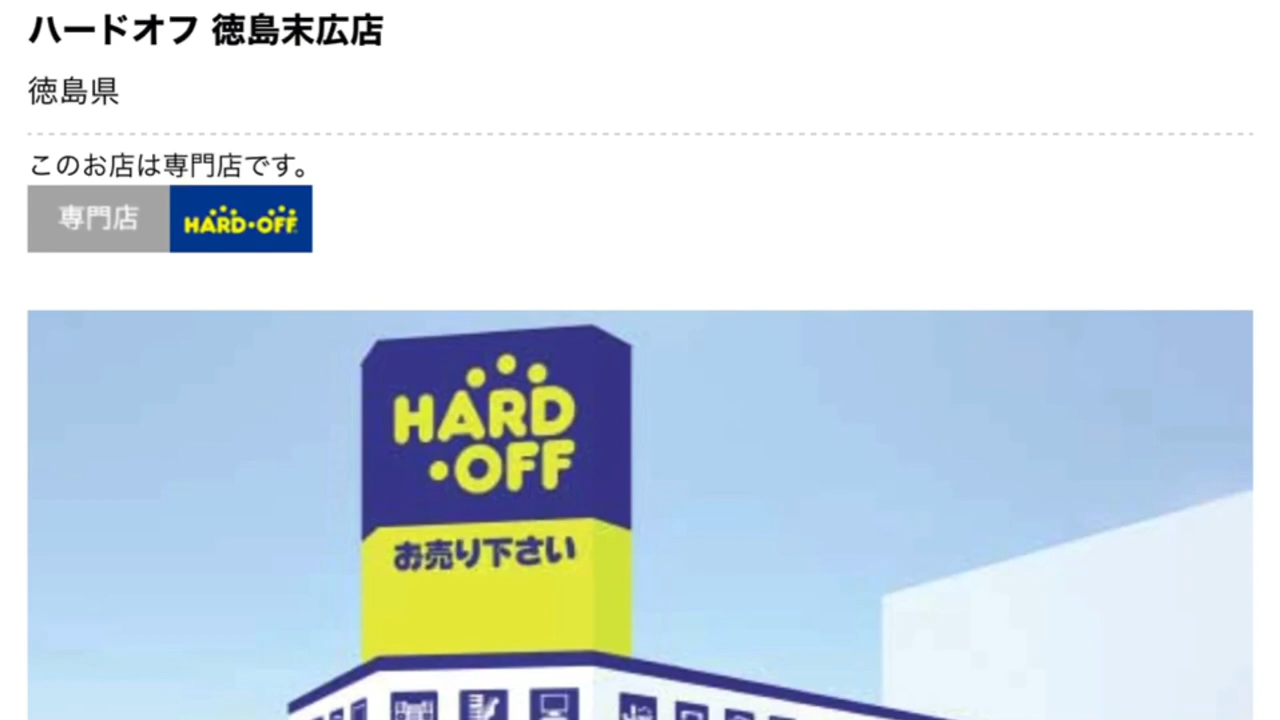 ハードオフ 徳島末広店
徳島県
このお店は専門店です。
専門店
HARD・OFF
HARD
・OFF
お売り下さい